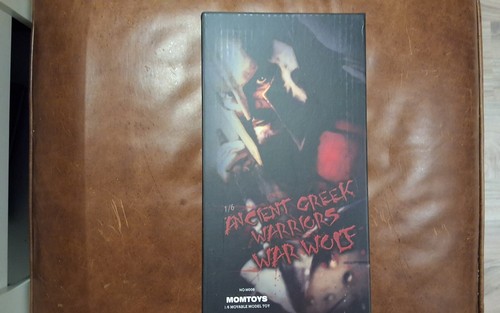 1/6
ANCIENT GREEK
WARRIORS
WAR WOLF
MOMTOYS
1/6 MOVABLE MODEL TOY